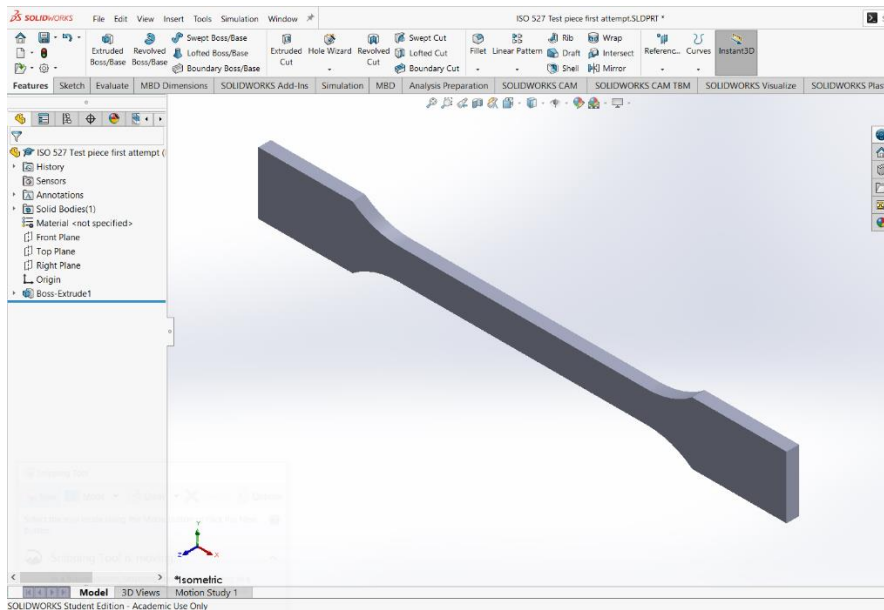 SOLIDWORKS File Edit View Insert Tools Simulation Window ISO 527 Test piece first attempt.SLDPRT *
Extruded Boss/Base Revolved Boss/Base Swept Boss/Base Lofted Boss/Base Boundary Boss/Base Extruded Cut Hole Wizard Revolved Cut Swept Cut Lofted Cut Boundary Cut Fillet Linear Pattern Rib Draft Shell Wrap Intersect Mirror Referenc... Curves Instant3D
Features Sketch Evaluate MBD Dimensions SOLIDWORKS Add-Ins Simulation MBD Analysis Preparation SOLIDWORKS CAM SOLIDWORKS CAM TBM SOLIDWORKS Visualize SOLIDWORKS Plas
ISO 527 Test piece first attempt (
History
Sensors
Annotations
Solid Bodies(1)
Material <not specified>
Front Plane
Top Plane
Right Plane
Origin
Boss-Extrude1
Y
Z X
*Isometric
Model 3D Views Motion Study 1
SOLIDWORKS Student Edition - Academic Use Only